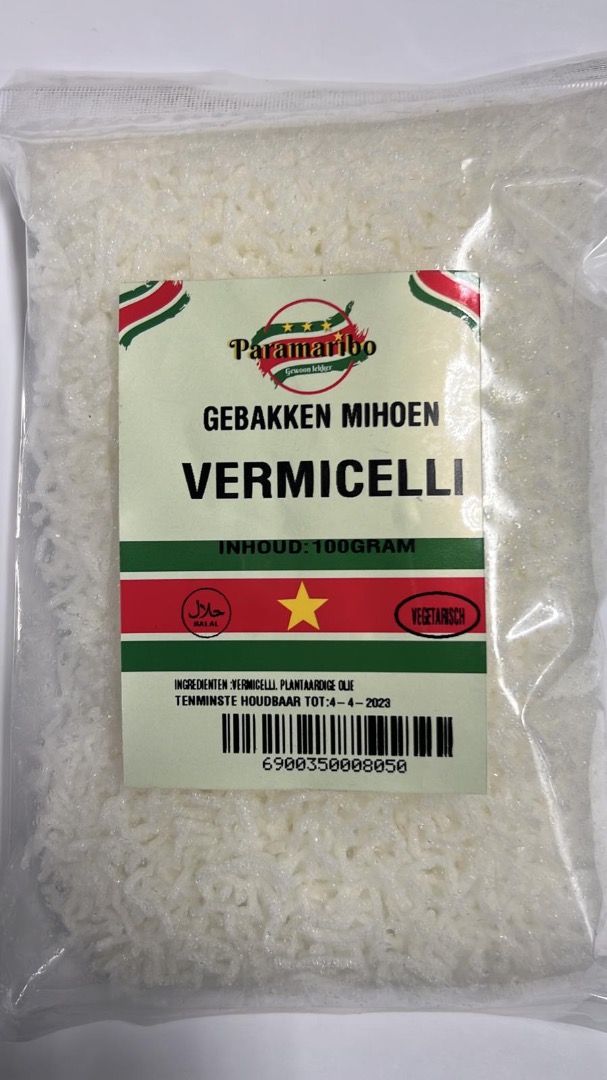 Paramaribo
Gewoon lekker
GEBAKKEN MIHOEN
VERMICELLI
INHOUD:100GRAM
حلال
HALAL
VEGETARISCH
INGREDIENTEN :VERMICELLI. PLANTAARDIGE OLIE
TENMINSTE HOUDBAAR TOT:4-4-2023
6900350008050